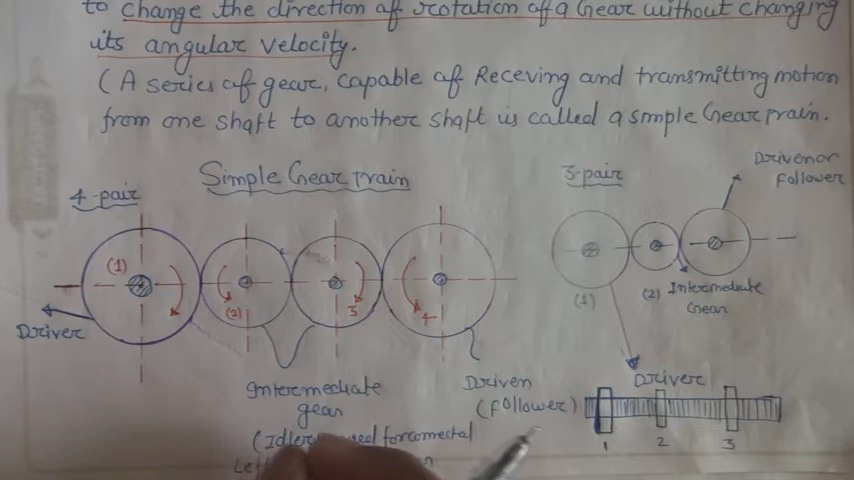 to change the direction of rotation of a Gear without changing
its angular velocity.
(A series of gear, capable of Receving and transmitting motion
from one shaft to another shaft is called a simple Gear train.
Simple Gear train
4-pair
(1)
(2)
3
4
Driver
Intermediate
gear
(Idler
Driven
(Follower)
3-pair
Driven or
Follower
(1)
(2) Intermediate
Gear
Driver
1 2 3